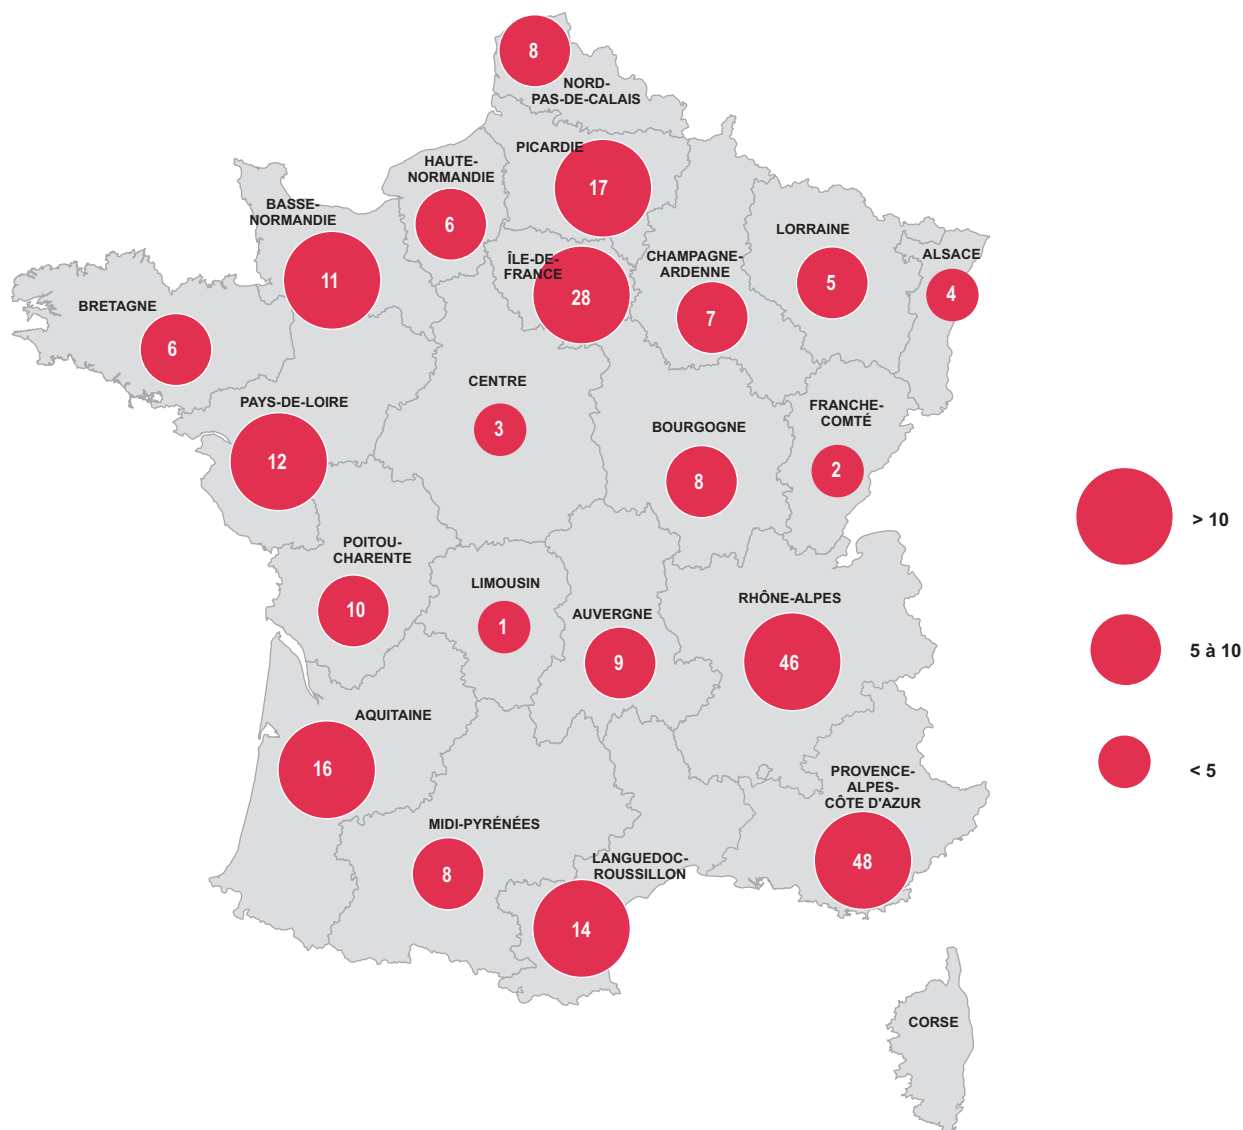 8
NORD-
PAS-DE-CALAIS
PICARDIE
17
HAUTE-
NORMANDIE
6
BASSE-
NORMANDIE
11
ÎLE-DE-
FRANCE
28
CHAMPAGNE-
ARDENNE
7
LORRAINE
5
ALSACE
4
BRETAGNE
6
PAYS-DE-LOIRE
12
CENTRE
3
BOURGOGNE
8
FRANCHE-
COMTÉ
2
POITOU-
CHARENTE
10
LIMOUSIN
1
AUVERGNE
9
RHÔNE-ALPES
46
AQUITAINE
16
MIDI-PYRÉNÉES
8
LANGUEDOC-
ROUSSILLON
14
PROVENCE-
ALPES-
CÔTE D'AZUR
48
CORSE
> 10
5 à 10
< 5